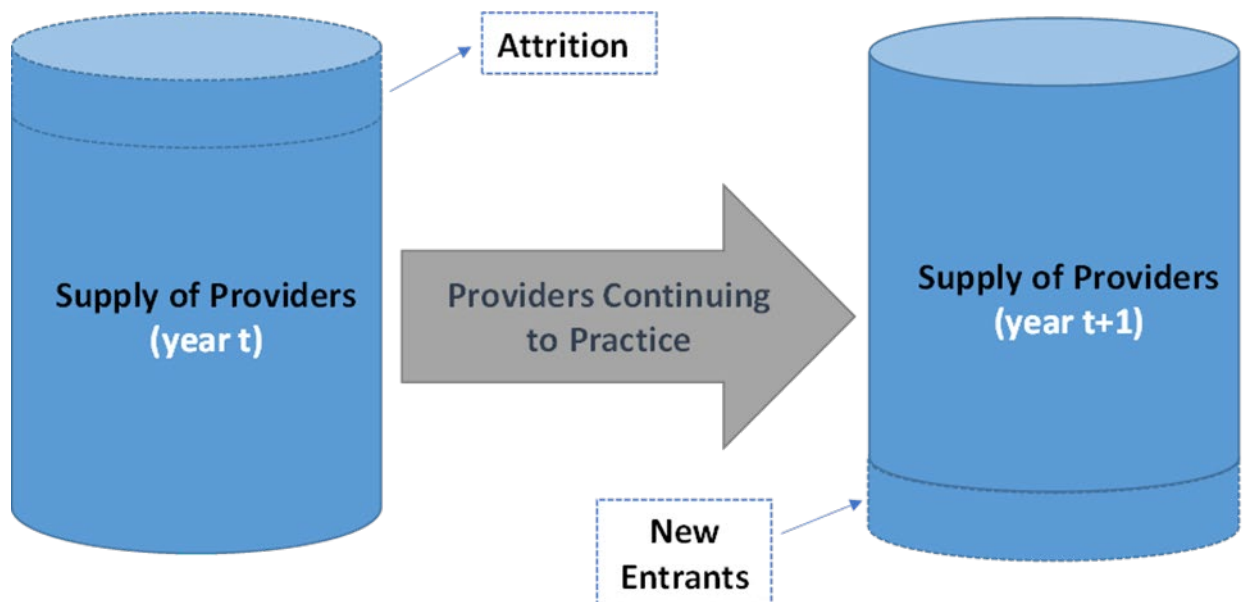 Attrition
Supply of Providers
(year t)
Providers Continuing
to Practice
Supply of Providers
(year t+1)
New
Entrants